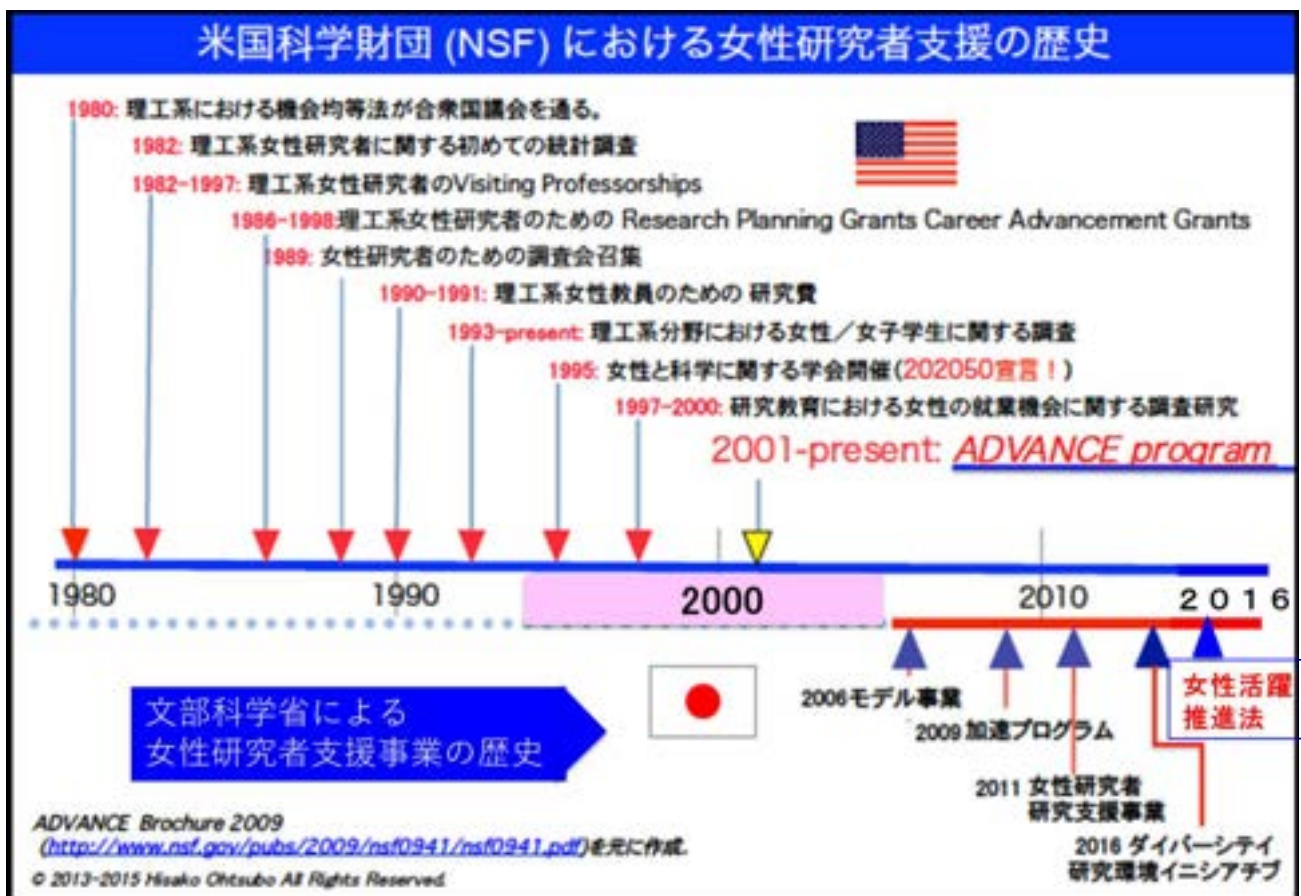 米国科学財団 (NSF) における女性研究者支援の歴史
1980: 理工系における機会均等法が合衆国議会を通る。
1982: 理工系女性研究者に関する初めての統計調査
1982-1997: 理工系女性研究者のVisiting Professorships
1986-1998:理工系女性研究者のための Research Planning Grants Career Advancement Grants
1989: 女性研究者のための調査会召集
1990-1991: 理工系女性教員のための 研究費
1993-present: 理工系分野における女性／女子学生に関する調査
1995: 女性と科学に関する学会開催(202050宣言！)
1997-2000: 研究教育における女性の就業機会に関する調査研究
2001-present: ADVANCE program
1980 1990 2000 2010 2016
文部科学省による
女性研究者支援事業の歴史
2006モデル事業
2009 加速プログラム
2011 女性研究者
研究支援事業
2016 ダイバーシティ
研究環境イニシアチブ
女性活躍
推進法
ADVANCE Brochure 2009
(http://www.nsf.gov/pubs/2009/nsf0941/nsf0941.pdf)を元に作成.
© 2013-2015 Hisako Ohtsubo All Rights Reserved.